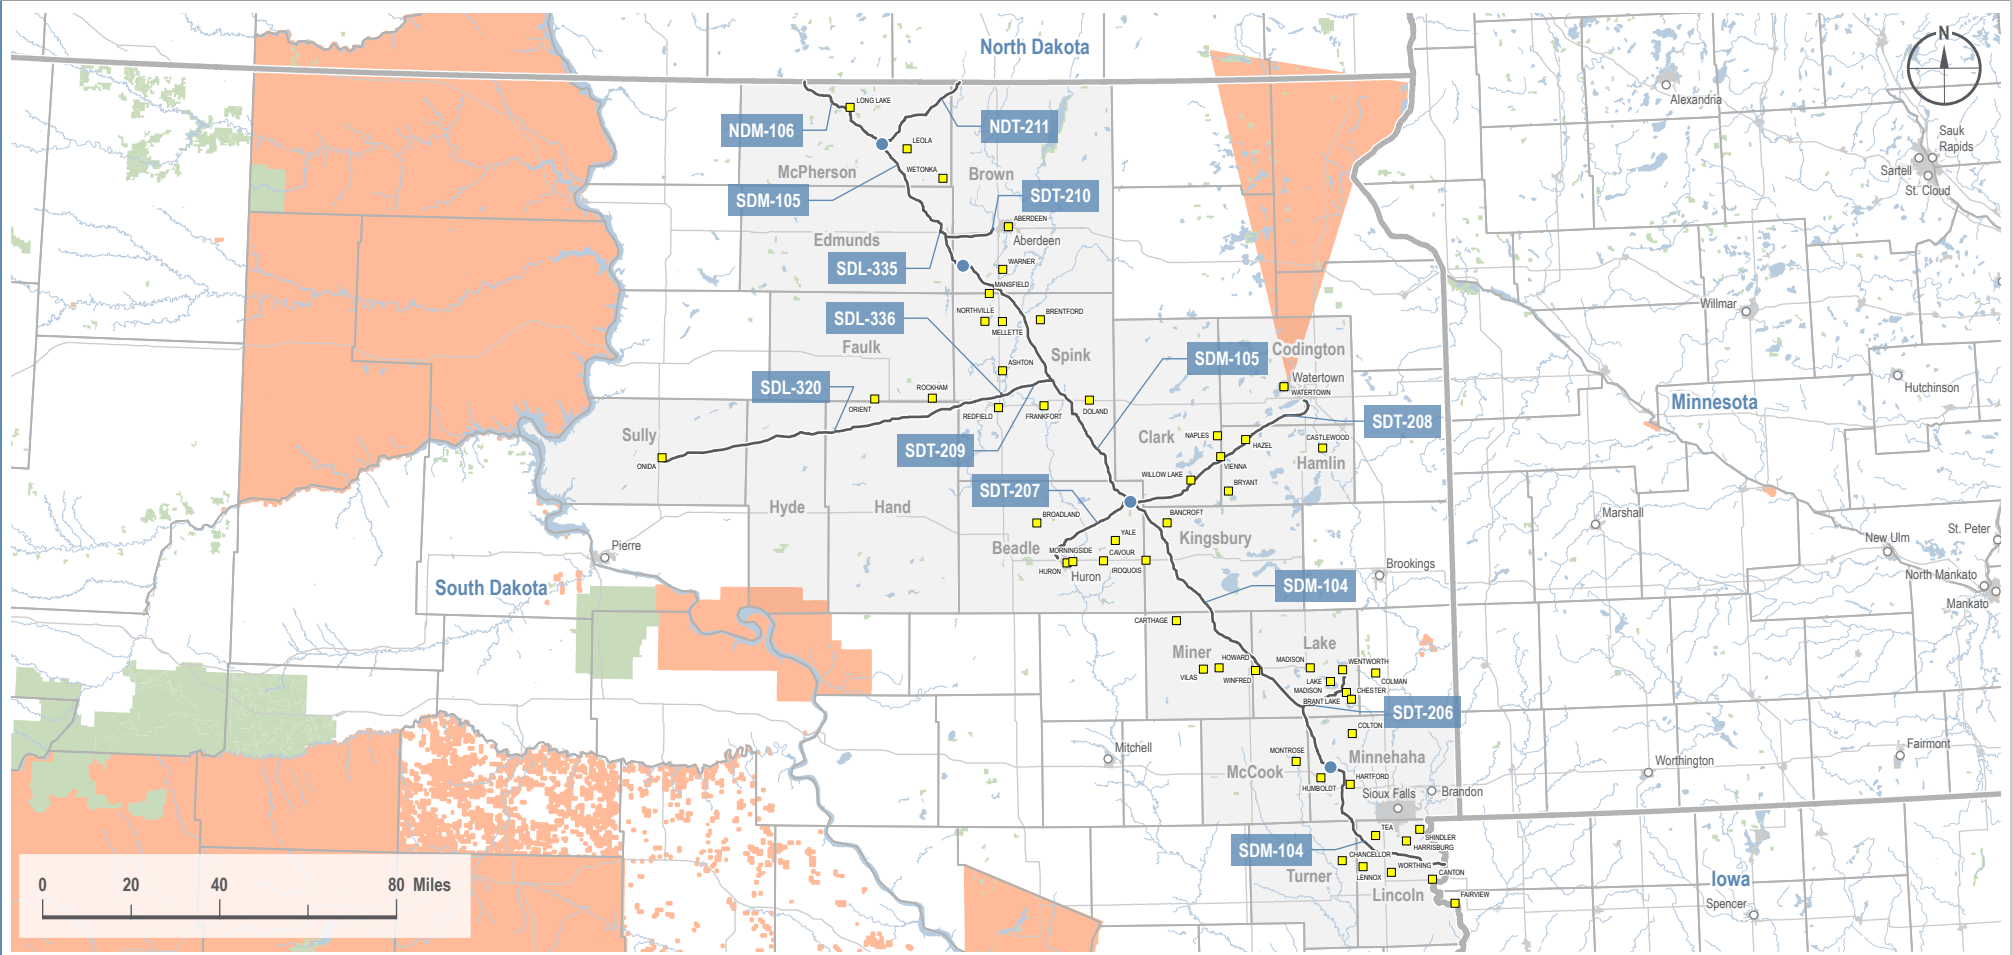 North Dakota
N
Alexandria
LONG LAKE
NDM-106
NDT-211
Sauk
Rapids
LEOLA
Sartell
WETONKA
McPherson
Brown
St. Cloud
SDM-105
SDT-210
ABERDEEN
Aberdeen
Edmunds
SDL-335
WARNER
MANSFIELD
Willmar
NORTHVILLE
BRENTFORD
SDL-336
MELLETTE
Faulk
Spink
Codington
SDM-105
ASHTON
Watertown
WATERTOWN
Hutchinson
SDL-320
ROCKHAM
ORIENT
REDFIELD
FRANKFORT
DOLAND
Minnesota
SDT-208
Sully
Clark
NAPLES
HAZEL
CASTLEWOOD
SDT-209
Hamlin
ONIDA
VIENNA
WILLOW LAKE
BRYANT
SDT-207
Hyde
Hand
BROADLAND
BANCROFT
Marshall
St. Peter
YALE
Kingsbury
New Ulm
Beadle
MORNINGSIDE
CAVOUR
Pierre
HURON
Huron
IROQUOIS
Brookings
North Mankato
Mankato
South Dakota
SDM-104
CARTHAGE
Miner
Lake
HOWARD
MADISON
WENTWORTH
VILAS
WINFRED
LAKE
MADISON
COLMAN
CHESTER
BRANT LAKE
SDT-206
COLTON
Mitchell
MONTROSE
Minnehaha
Fairmont
Worthington
McCook
HARTFORD
HUMBOLDT
Sioux Falls
Brandon
TEA
SHINDLER
HARRISBURG
SDM-104
CHANCELLOR
WORTHING
LENNOX
CANTON
Turner
Lincoln
FAIRVIEW
Iowa
Spencer
0 20 40 80 Miles